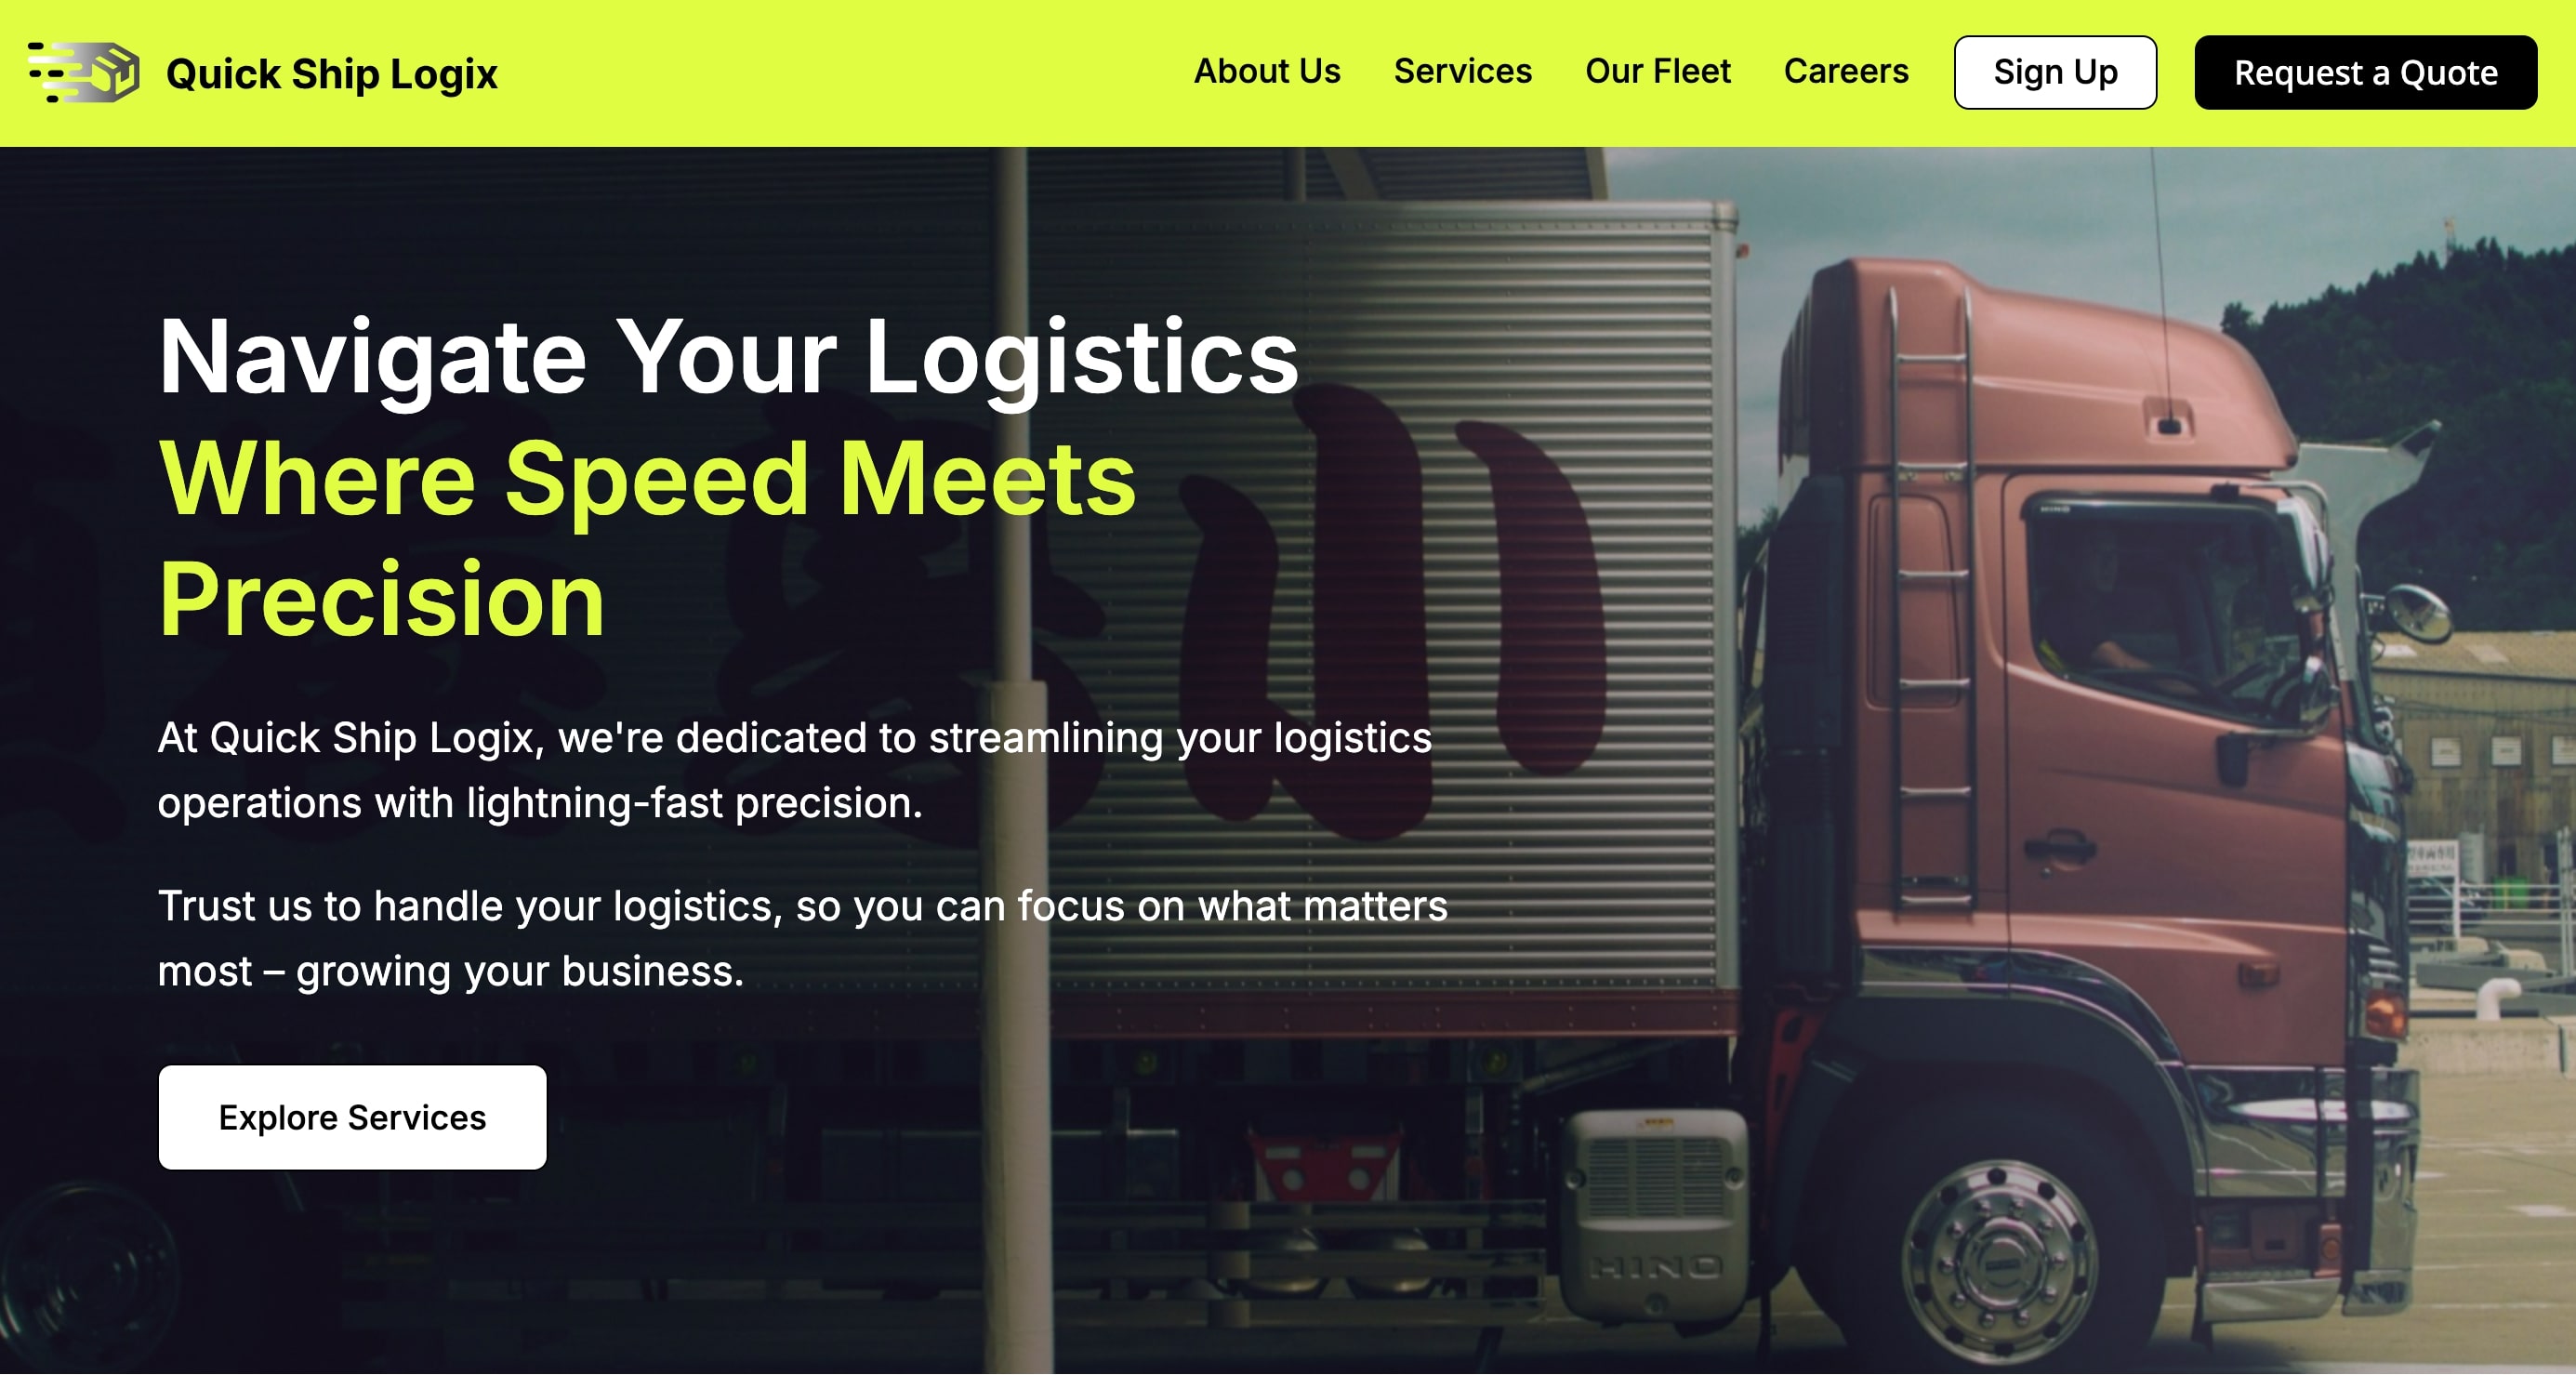 Quick Ship Logix
About Us
Services
Our Fleet
Careers
Sign Up
Request a Quote
Navigate Your Logistics
Where Speed Meets
Precision
At Quick Ship Logix, we're dedicated to streamlining your logistics
operations with lightning-fast precision.
Trust us to handle your logistics, so you can focus on what matters
most – growing your business.
Explore Services
HINO
HINO